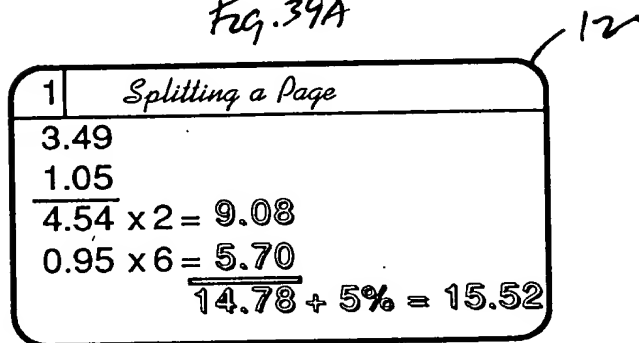 Fig. 39A
12
1 Splitting a Page
3.49
1.05
4.54 x 2 = 9.08
0.95 x 6 = 5.70
14.78 + 5% = 15.52